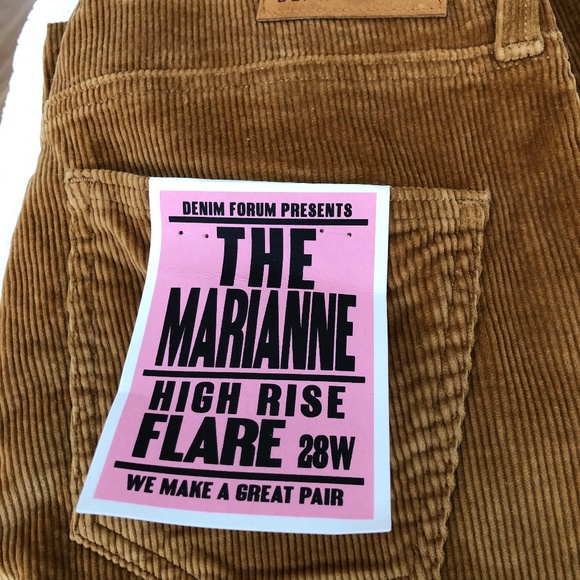 DENIM FORUM PRESENTS
THE
MARIANNE
HIGH RISE
FLARE 28W
WE MAKE A GREAT PAIR